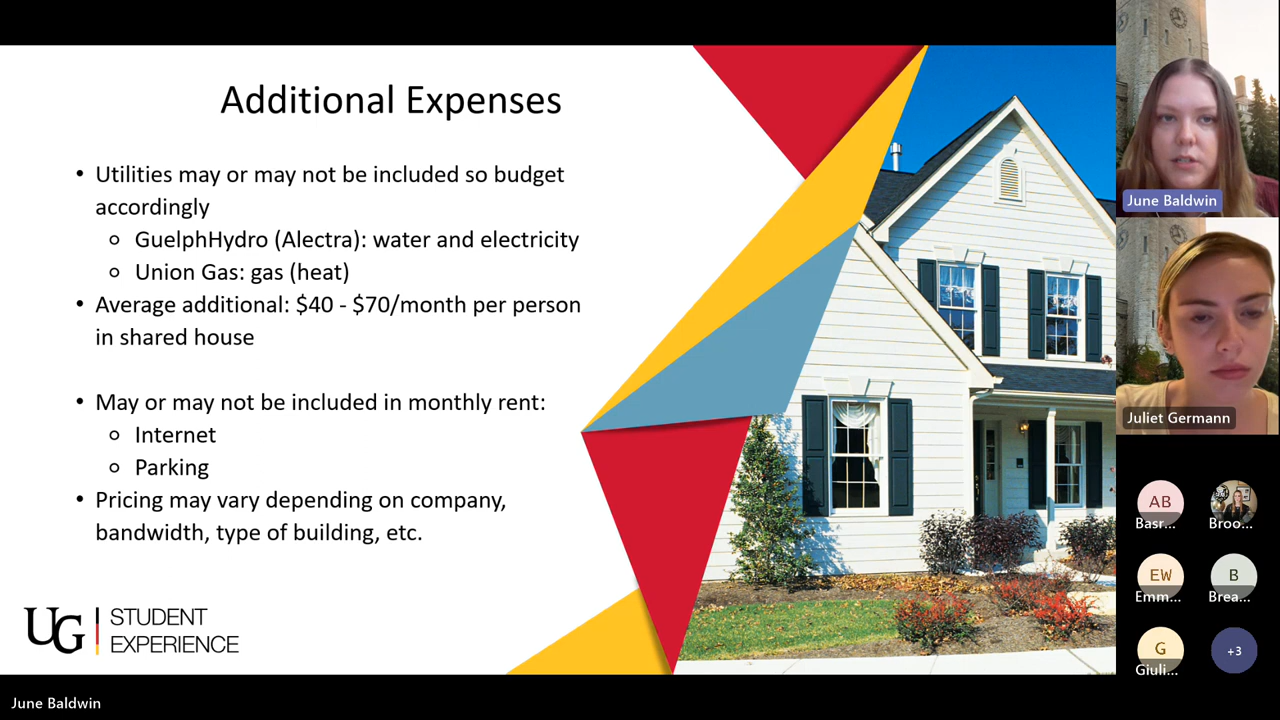 Additional Expenses
• Utilities may or may not be included so budget
accordingly
o GuelphHydro (Alectra): water and electricity
o Union Gas: gas (heat)
• Average additional: $40 - $70/month per person
in shared house
• May or may not be included in monthly rent:
o Internet
o Parking
• Pricing may vary depending on company,
bandwidth, type of building, etc.
UG
STUDENT
EXPERIENCE
June Baldwin
June Baldwin
Juliet Germann
AB
Basr...
Broo...
EW
Emm...
B
Brea...
G
Giuli...
+3